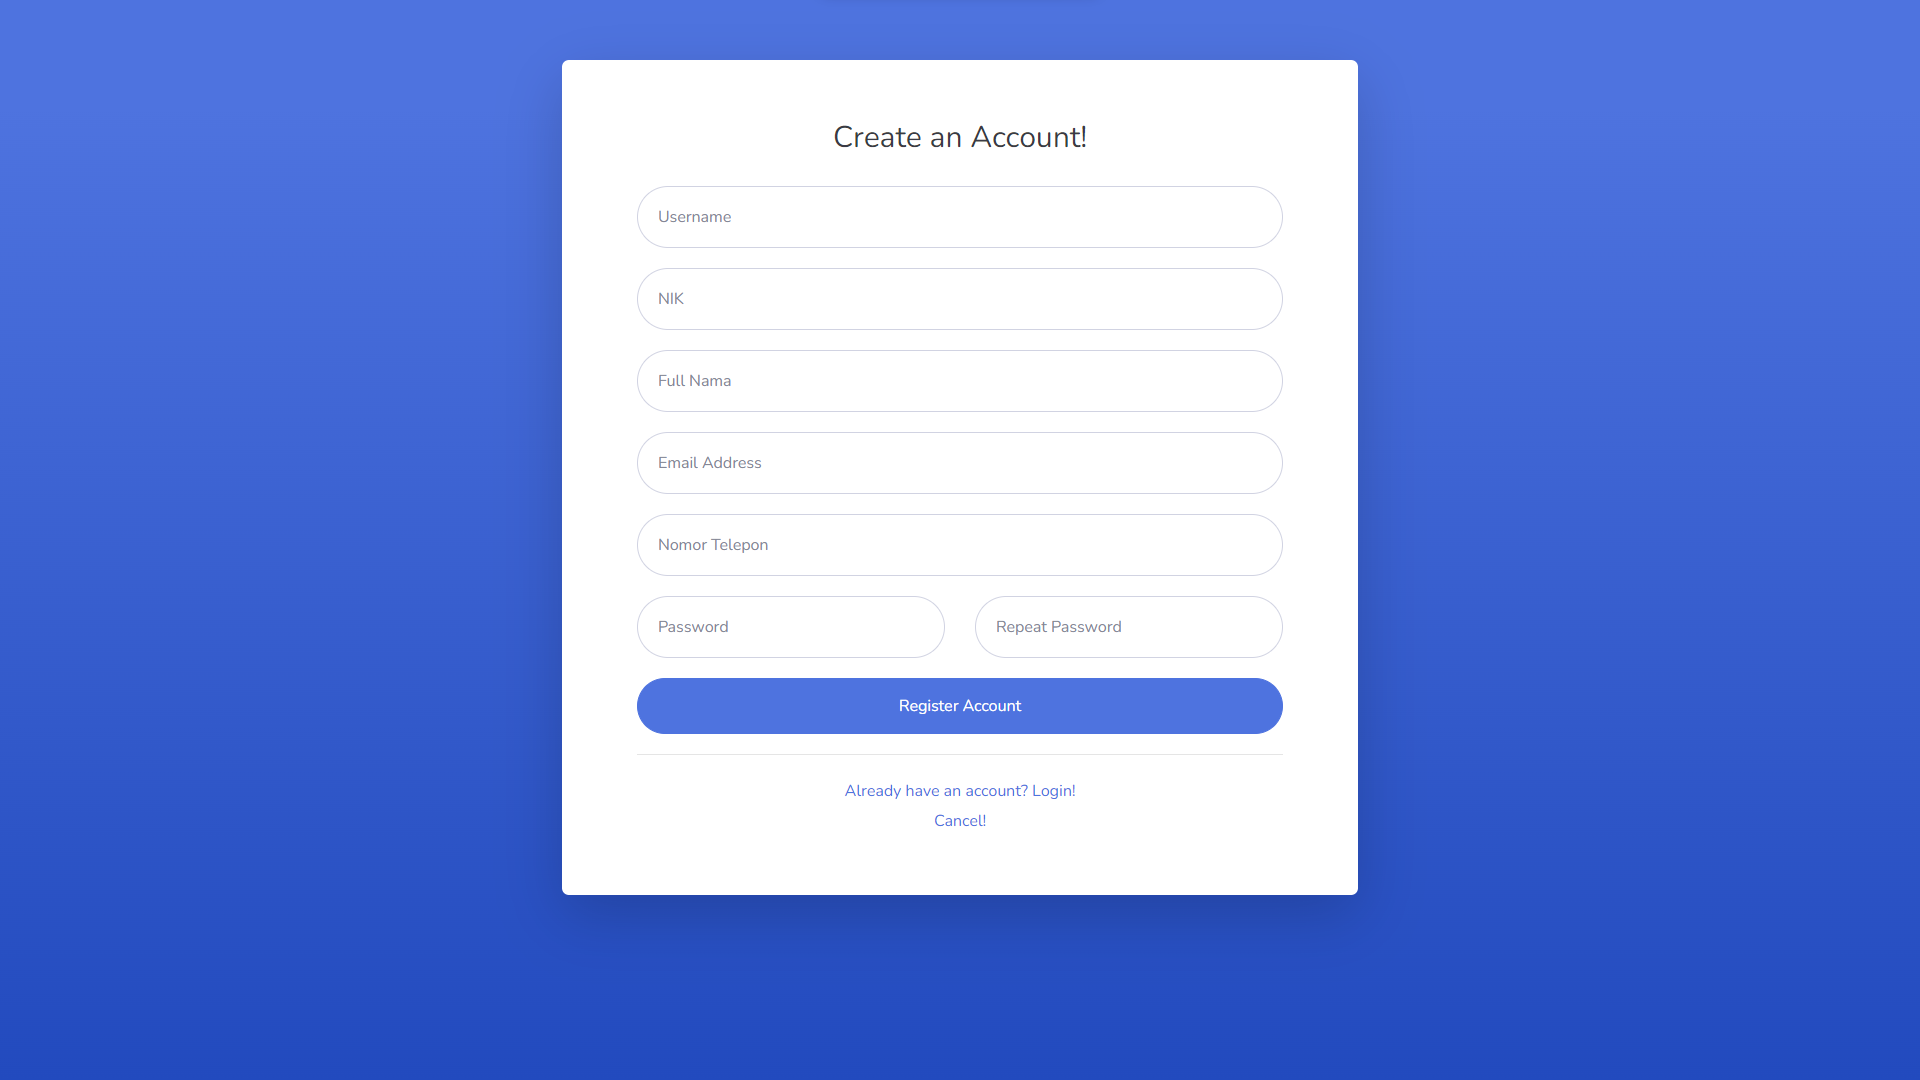 Create an Account!
Username
NIK
Full Nama
Email Address
Nomor Telepon
Password
Repeat Password
Register Account
Already have an account? Login!
Cancel!